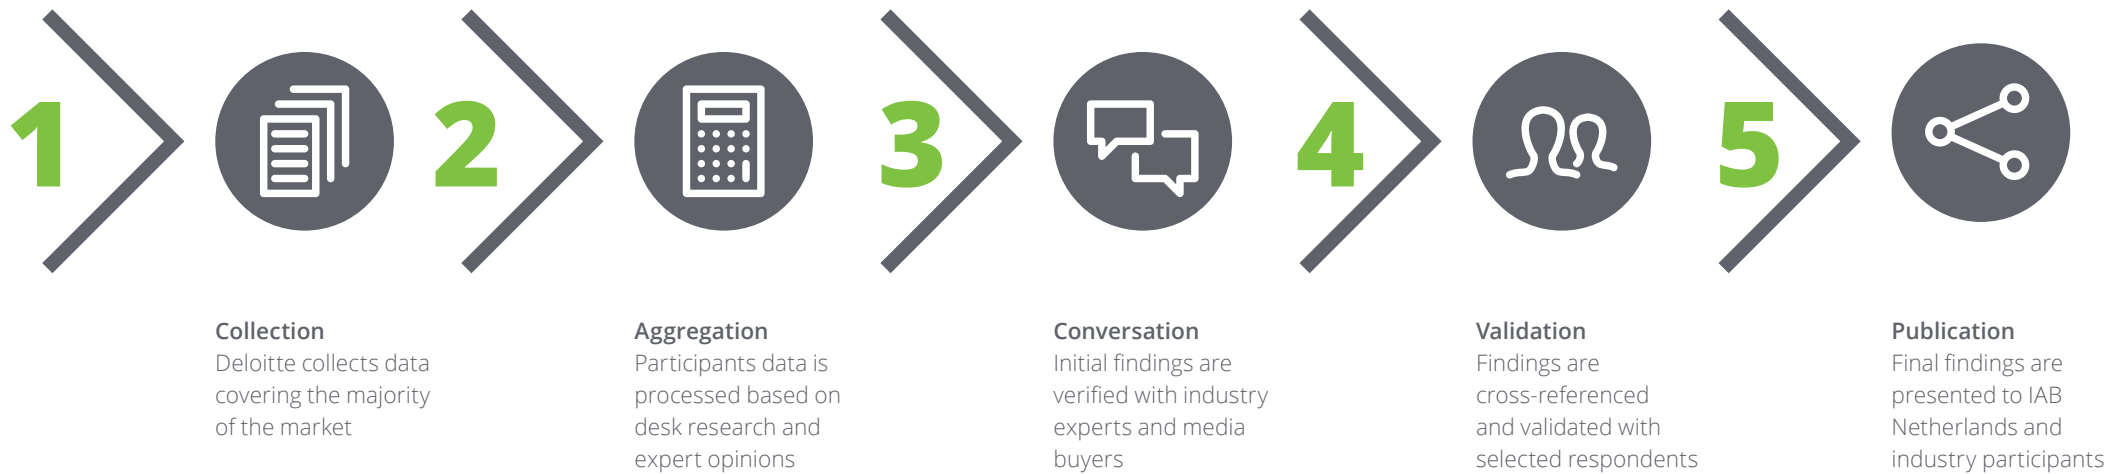 1
Collection
Deloitte collects data
covering the majority
of the market
2
Aggregation
Participants data is
processed based on
desk research and
expert opinions
3
Conversation
Initial findings are
verified with industry
experts and media
buyers
4
Validation
Findings are
cross-referenced
and validated with
selected respondents
5
Publication
Final findings are
presented to IAB
Netherlands and
industry participants